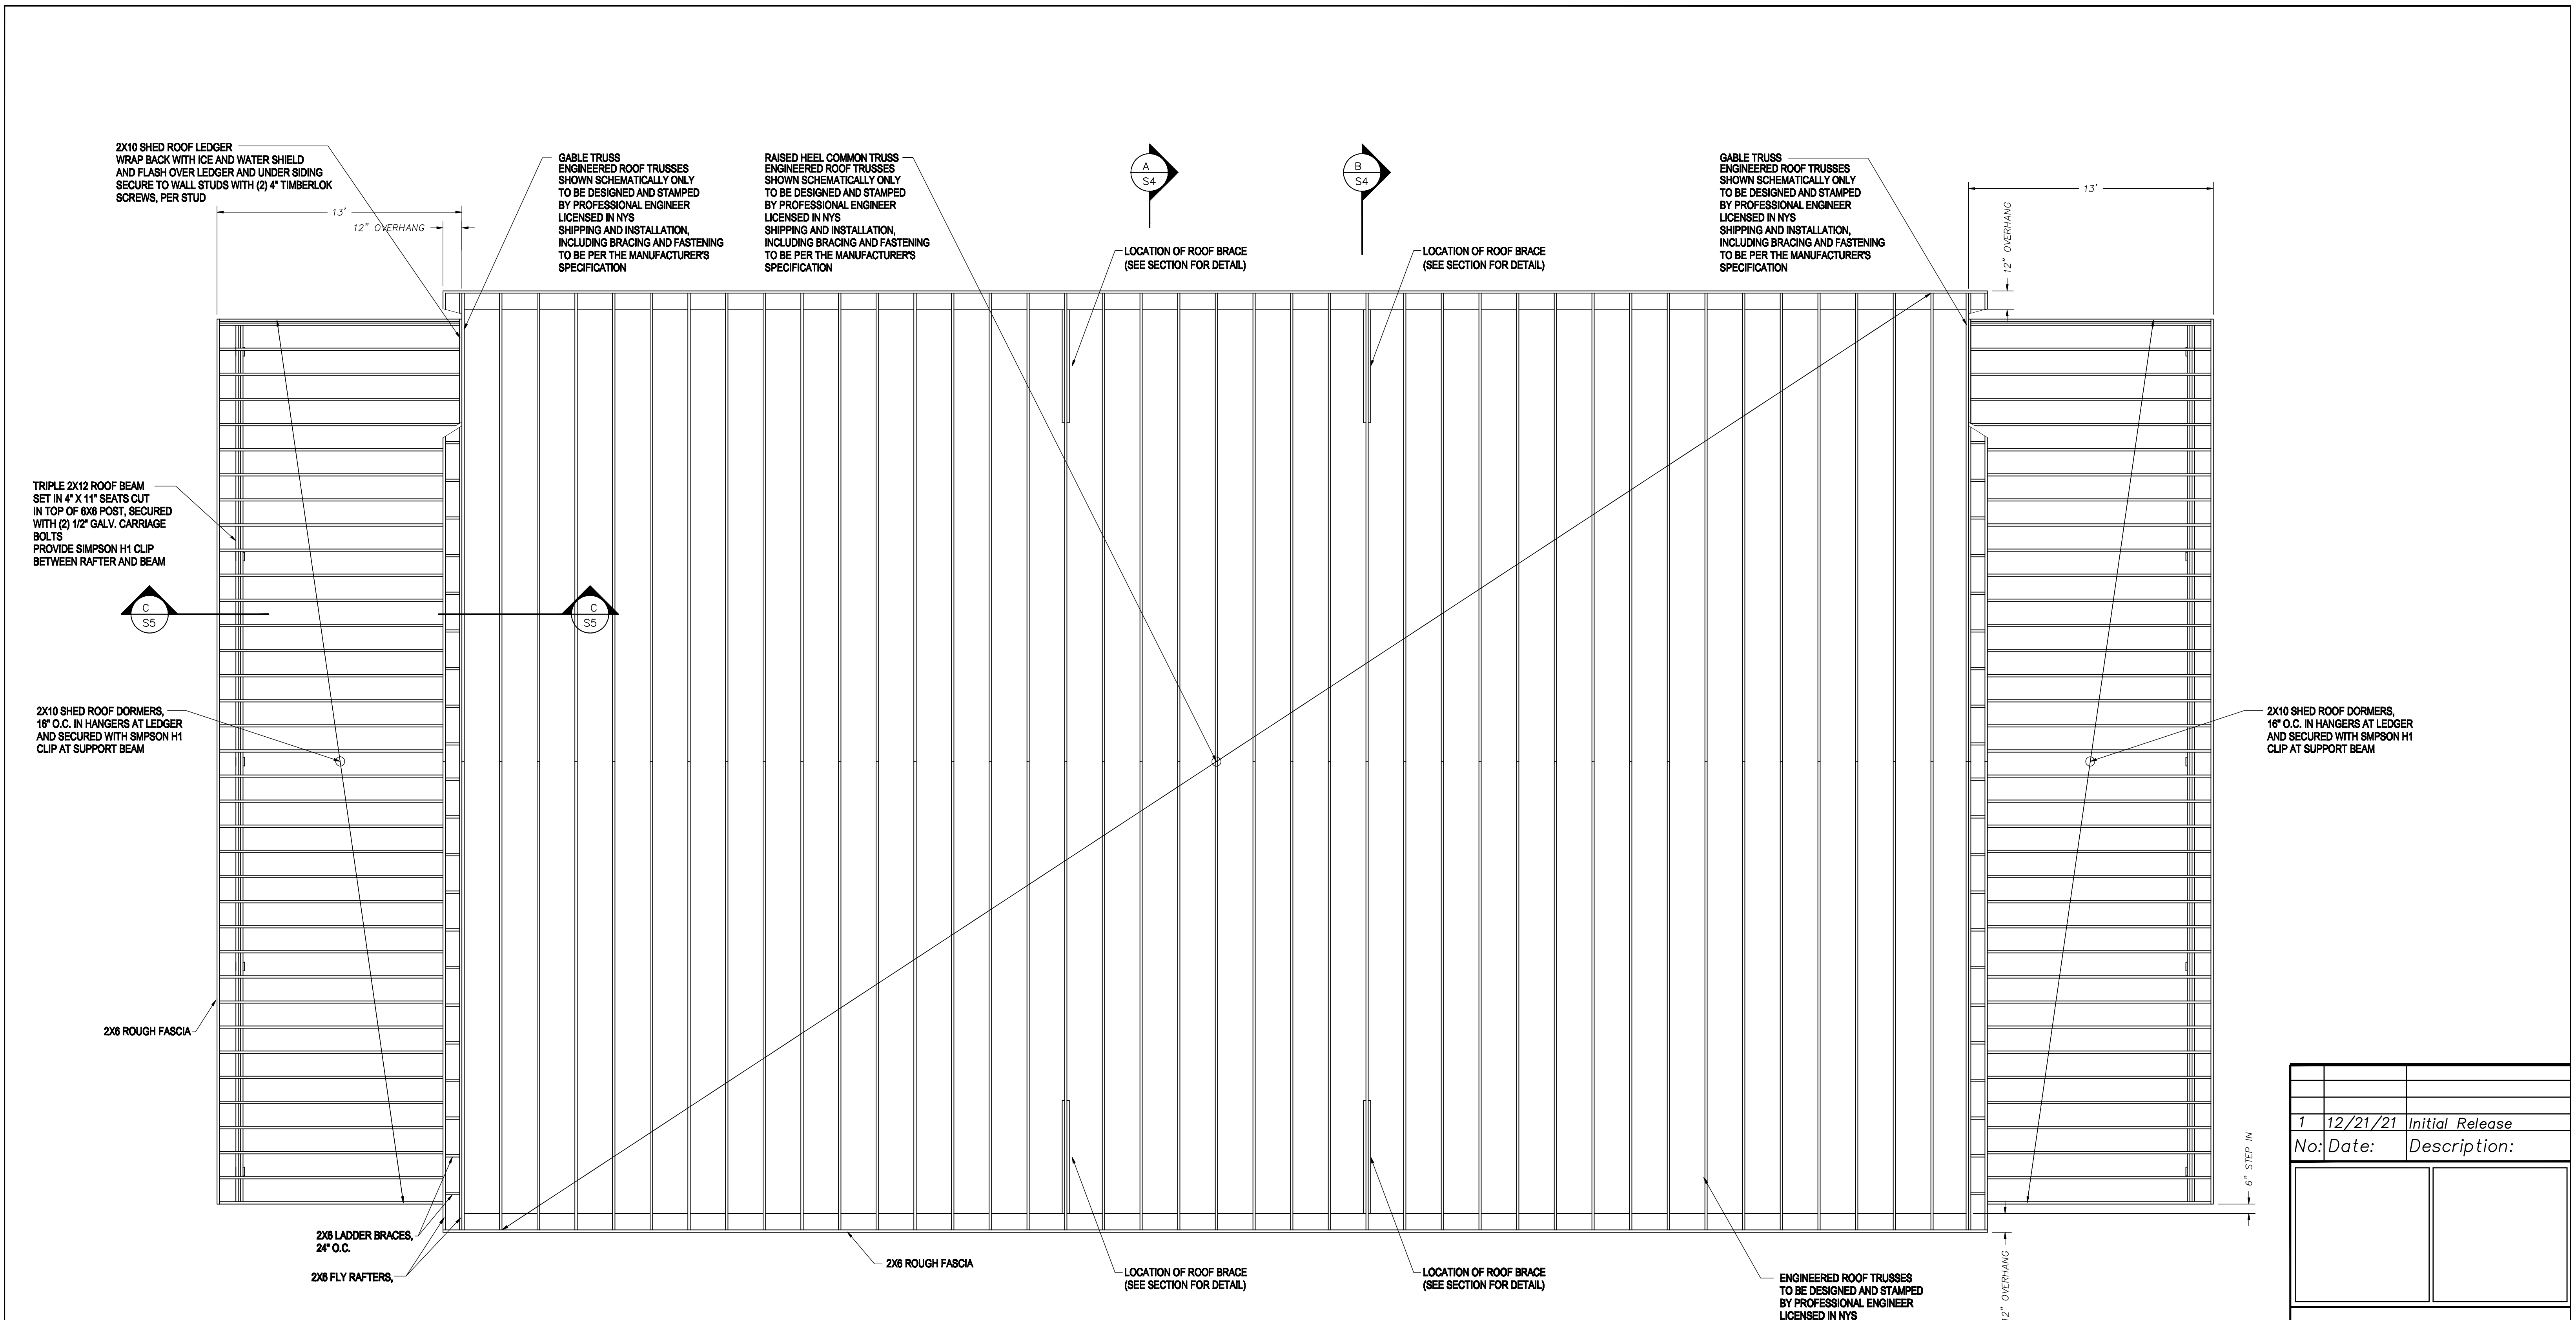 2X10 SHED ROOF LEDGER
WRAP BACK WITH ICE AND WATER SHIELD
AND FLASH OVER LEDGER AND UNDER SIDING
SECURE TO WALL STUDS WITH (2) 4" TIMBERLOK
SCREWS, PER STUD
13'
12" OVERHANG
GABLE TRUSS
ENGINEERED ROOF TRUSSES
SHOWN SCHEMATICALLY ONLY
TO BE DESIGNED AND STAMPED
BY PROFESSIONAL ENGINEER
LICENSED IN NYS
SHIPPING AND INSTALLATION,
INCLUDING BRACING AND FASTENING
TO BE PER THE MANUFACTURER'S
SPECIFICATION
RAISED HEEL COMMON TRUSS
ENGINEERED ROOF TRUSSES
SHOWN SCHEMATICALLY ONLY
TO BE DESIGNED AND STAMPED
BY PROFESSIONAL ENGINEER
LICENSED IN NYS
SHIPPING AND INSTALLATION,
INCLUDING BRACING AND FASTENING
TO BE PER THE MANUFACTURER'S
SPECIFICATION
A
S4
B
S4
LOCATION OF ROOF BRACE
(SEE SECTION FOR DETAIL)
LOCATION OF ROOF BRACE
(SEE SECTION FOR DETAIL)
GABLE TRUSS
ENGINEERED ROOF TRUSSES
SHOWN SCHEMATICALLY ONLY
TO BE DESIGNED AND STAMPED
BY PROFESSIONAL ENGINEER
LICENSED IN NYS
SHIPPING AND INSTALLATION,
INCLUDING BRACING AND FASTENING
TO BE PER THE MANUFACTURER'S
SPECIFICATION
13'
12" OVERHANG
TRIPLE 2X12 ROOF BEAM
SET IN 4" X 11" SEATS CUT
IN TOP OF 6X6 POST, SECURED
WITH (2) 1/2" GALV. CARRIAGE
BOLTS
PROVIDE SIMPSON H1 CLIP
BETWEEN RAFTER AND BEAM
C
S5
C
S5
2X10 SHED ROOF DORMERS,
16" O.C. IN HANGERS AT LEDGER
AND SECURED WITH SMPSON H1
CLIP AT SUPPORT BEAM
2X10 SHED ROOF DORMERS,
16" O.C. IN HANGERS AT LEDGER
AND SECURED WITH SMPSON H1
CLIP AT SUPPORT BEAM
2X6 ROUGH FASCIA
2X6 LADDER BRACES,
24" O.C.
2X6 FLY RAFTERS,
2X6 ROUGH FASCIA
LOCATION OF ROOF BRACE
(SEE SECTION FOR DETAIL)
LOCATION OF ROOF BRACE
(SEE SECTION FOR DETAIL)
ENGINEERED ROOF TRUSSES
TO BE DESIGNED AND STAMPED
BY PROFESSIONAL ENGINEER
LICENSED IN NYS
12" OVERHANG
6" STEP IN
1 12/21/21 Initial Release
No: Date: Description: